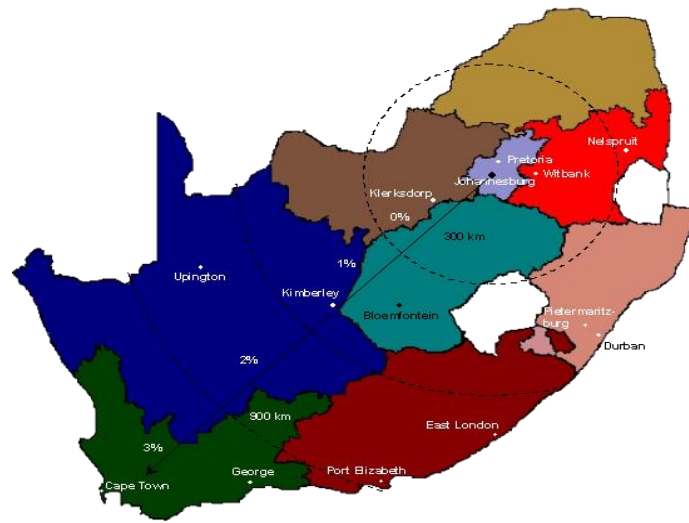 Nelspruit
Pretoria
Witbank
Johannesburg
Klerksdorp
0%
300 km
1%
Upington
Kimberley
Bloemfontein
Pietermaritz-
burg
Durban
2%
900 km
East London
3%
George
Port Elizabeth
Cape Town